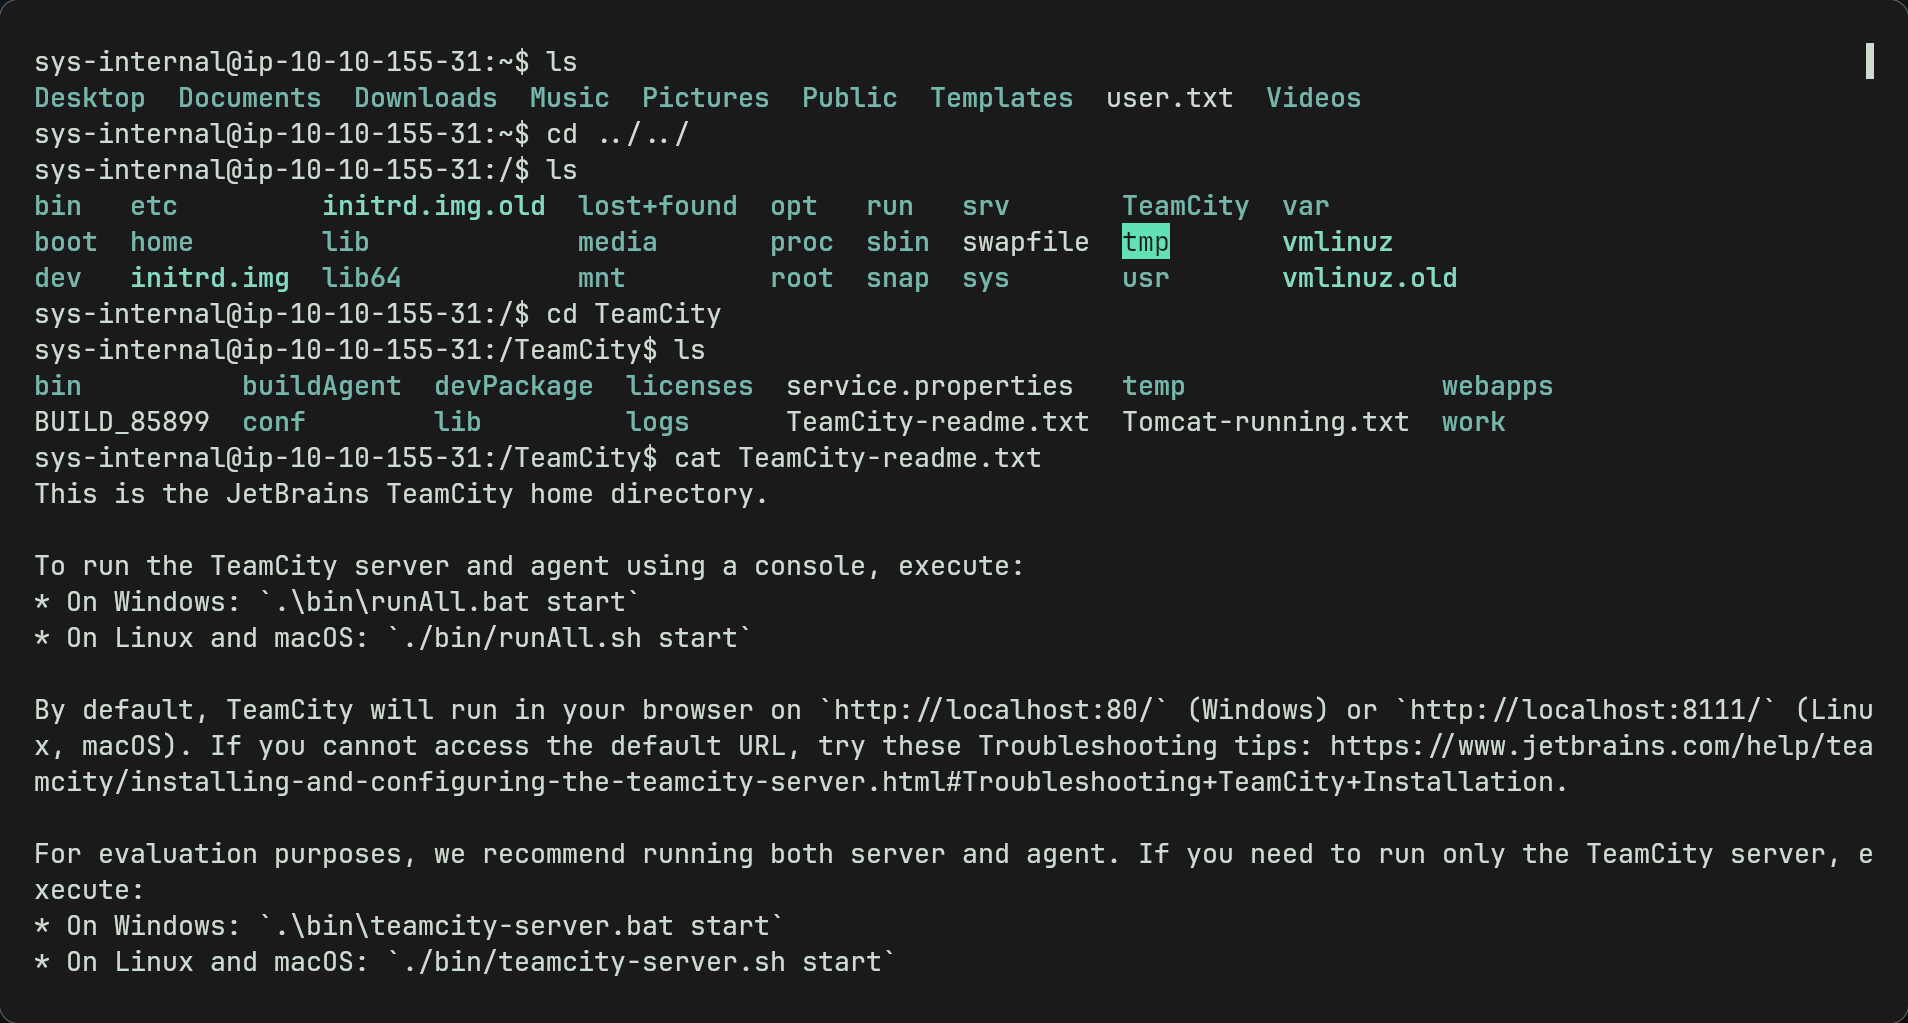 sys-internal@ip-10-10-155-31:~$ ls
Desktop  Documents  Downloads  Music  Pictures  Public  Templates  user.txt  Videos
sys-internal@ip-10-10-155-31:~$ cd ../../
sys-internal@ip-10-10-155-31:/$ ls
bin   etc         initrd.img.old  lost+found  opt   run   srv       TeamCity  var
boot  home        lib             media       proc  sbin  swapfile  tmp       vmlinuz
dev   initrd.img  lib64           mnt         root  snap  sys       usr       vmlinuz.old
sys-internal@ip-10-10-155-31:/$ cd TeamCity
sys-internal@ip-10-10-155-31:/TeamCity$ ls
bin          buildAgent  devPackage  licenses  service.properties   temp                webapps
BUILD_85899  conf        lib         logs      TeamCity-readme.txt  Tomcat-running.txt  work
sys-internal@ip-10-10-155-31:/TeamCity$ cat TeamCity-readme.txt
This is the JetBrains TeamCity home directory.

To run the TeamCity server and agent using a console, execute:
* On Windows: `.\bin\runAll.bat start`
* On Linux and macOS: `./bin/runAll.sh start`

By default, TeamCity will run in your browser on `http://localhost:80/` (Windows) or `http://localhost:8111/` (Linu
x, macOS). If you cannot access the default URL, try these Troubleshooting tips: https://www.jetbrains.com/help/tea
mcity/installing-and-configuring-the-teamcity-server.html#Troubleshooting+TeamCity+Installation.

For evaluation purposes, we recommend running both server and agent. If you need to run only the TeamCity server, e
xecute:
* On Windows: `.\bin\teamcity-server.bat start`
* On Linux and macOS: `./bin/teamcity-server.sh start`